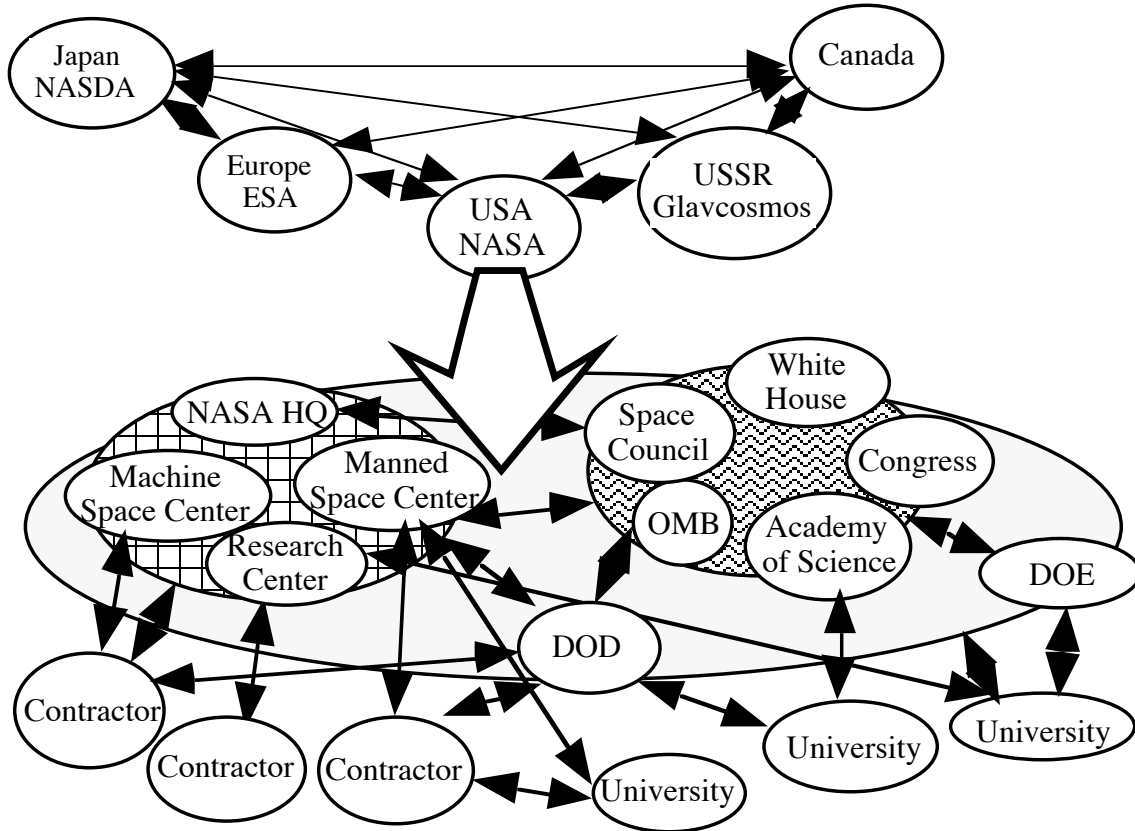 Japan
NASDA
Canada
Europe
ESA
USA
NASA
USSR
Glavcosmos
White
House
NASA HQ
Space
Council
Congress
Machine
Space Center
Manned
Space Center
OMB
Academy
of Science
Research
Center
DOE
DOD
Contractor
University
University
Contractor
Contractor
University